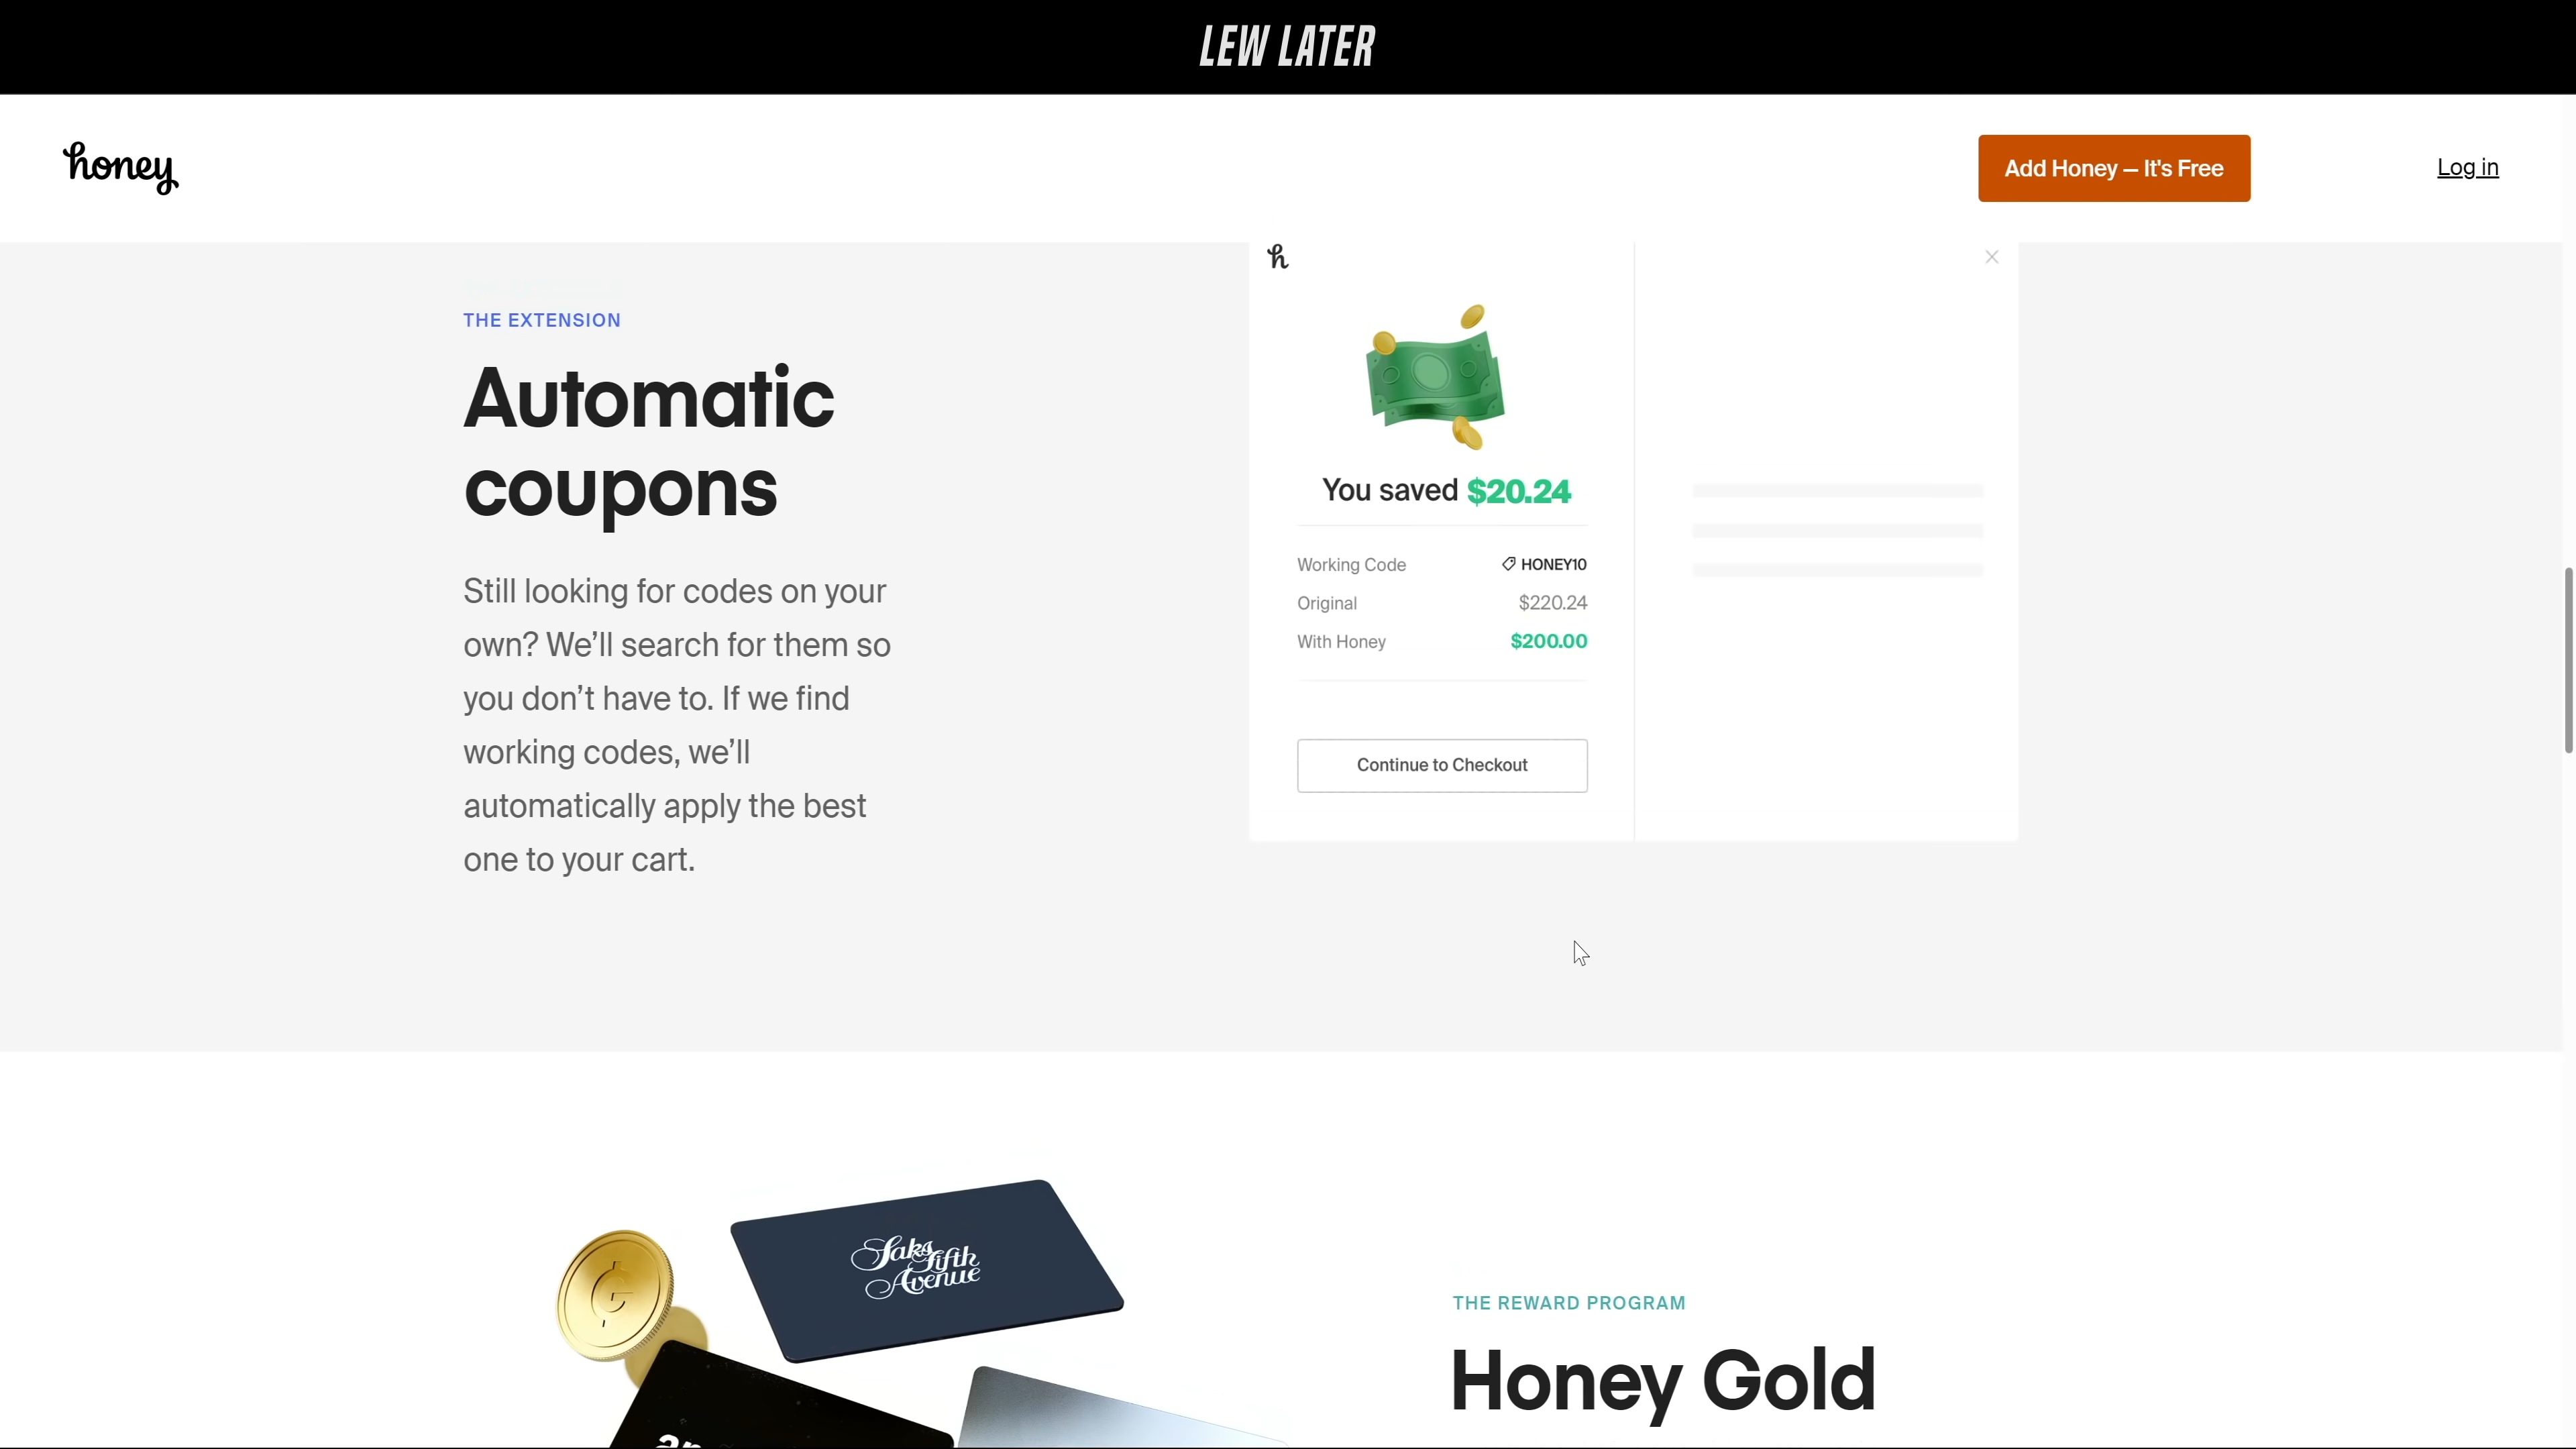 LEW LATER
honey
Add Honey – It's Free
Log in
h
THE EXTENSION
Automatic
coupons
Still looking for codes on your
own? We’ll search for them so
you don’t have to. If we find
working codes, we’ll
automatically apply the best
one to your cart.
You saved $20.24
Working Code HONEY10
Original $220.24
With Honey $200.00
Continue to Checkout
Saks
Fifth
Avenue
THE REWARD PROGRAM
Honey Gold